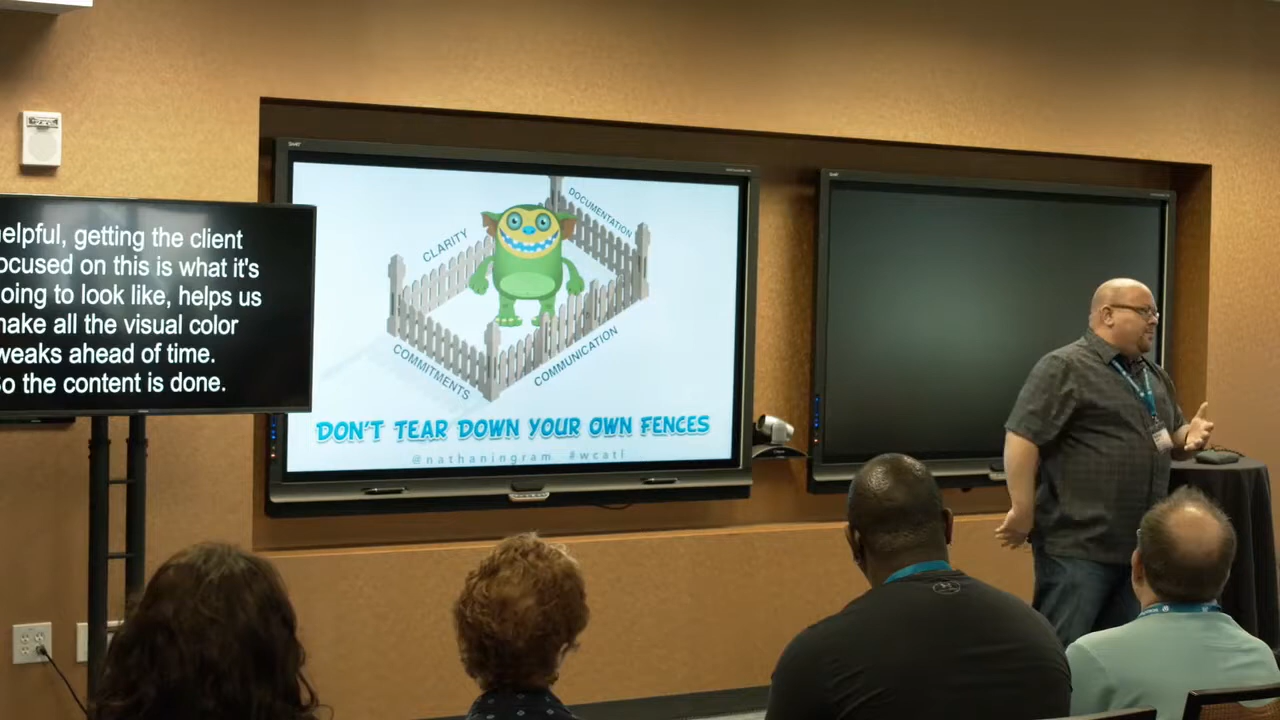 elpful, getting the client
ocused on this is what it's
oing to look like, helps us
nake all the visual color
weaks ahead of time.
So the content is done.
CLARITY
DOCUMENTATION
COMMITMENTS
COMMUNICATION
DON'T TEAR DOWN YOUR OWN FENCES
@nathaningram #wcatl